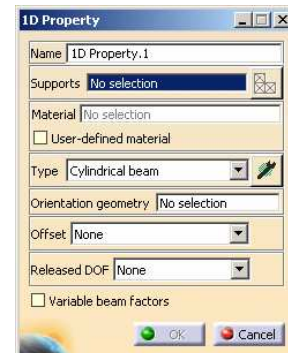 1D Property
Name 1D Property.1
Supports No selection
Material No selection
User-defined material
Type Cylindrical beam
Orientation geometry No selection
Offset None
Released DOF None
Variable beam factors
OK Cancel